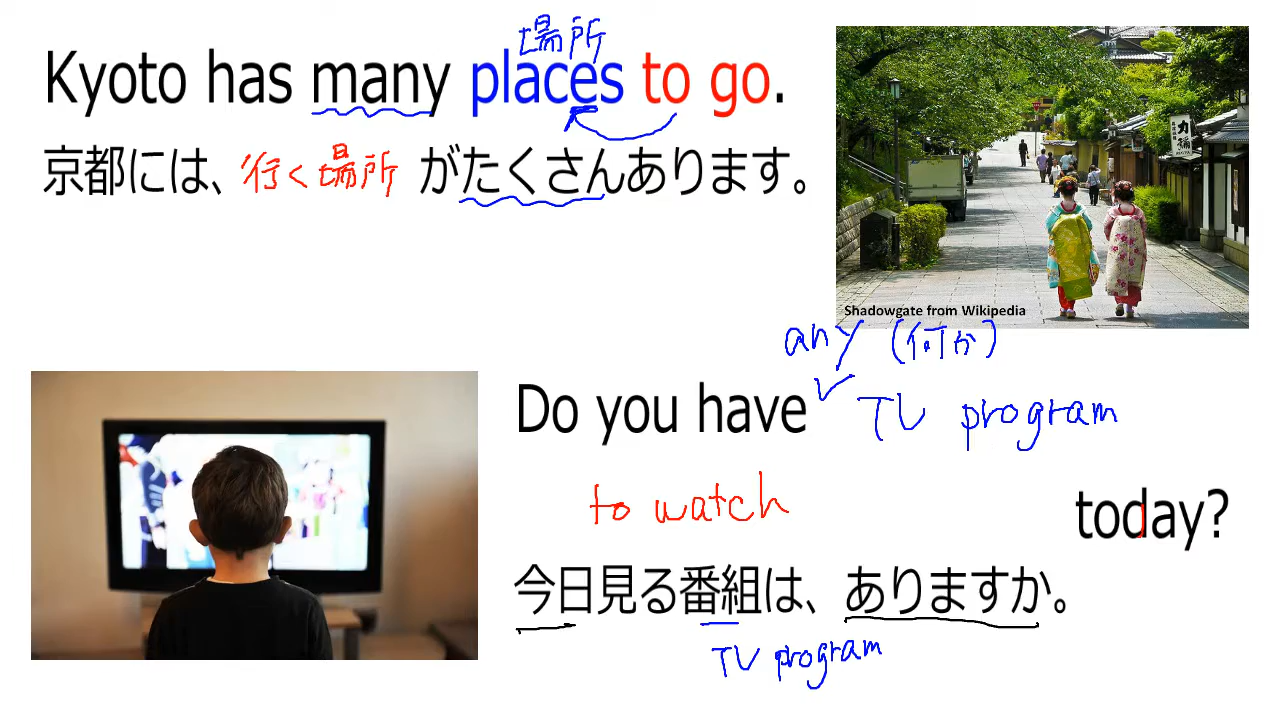 場所
Kyoto has many places to go.
京都には、行く場所がたくさんあります。
力鍋
Shadowgate from Wikipedia
any (何か)
Do you have TV program
to watch today?
今日見る番組は、ありますか。
TV program